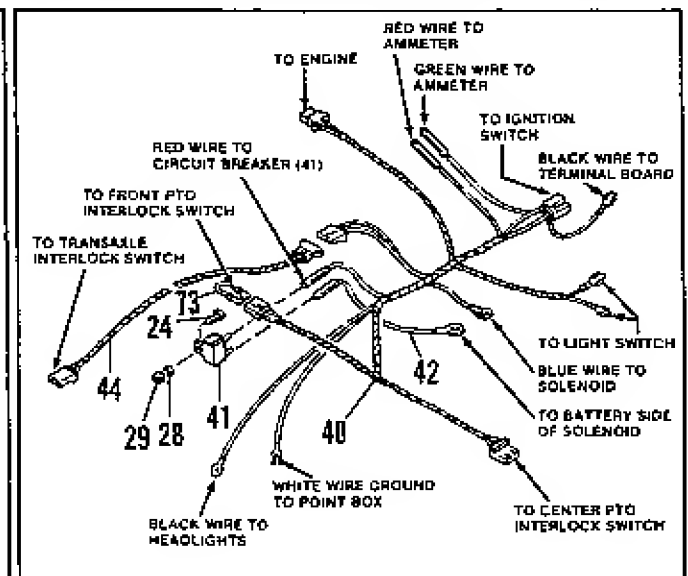 RED WIRE TO
AMMETER
TO ENGINE
GREEN WIRE TO
AMMETER
TO IGNITION
SWITCH
RED WIRE TO
CIRCUIT BREAKER (41)
BLACK WIRE TO
TERMINAL BOARD
TO FRONT PTO
INTERLOCK SWITCH
TO TRANSAXLE
INTERLOCK SWITCH
73
24
TO LIGHT SWITCH
44
42
BLUE WIRE TO
SOLENOID
29 28
41
40
TO BATTERY SIDE
OF SOLENOID
WHITE WIRE GROUND
TO POINT BOX
BLACK WIRE TO
HEADLIGHTS
TO CENTER PTO
INTERLOCK SWITCH